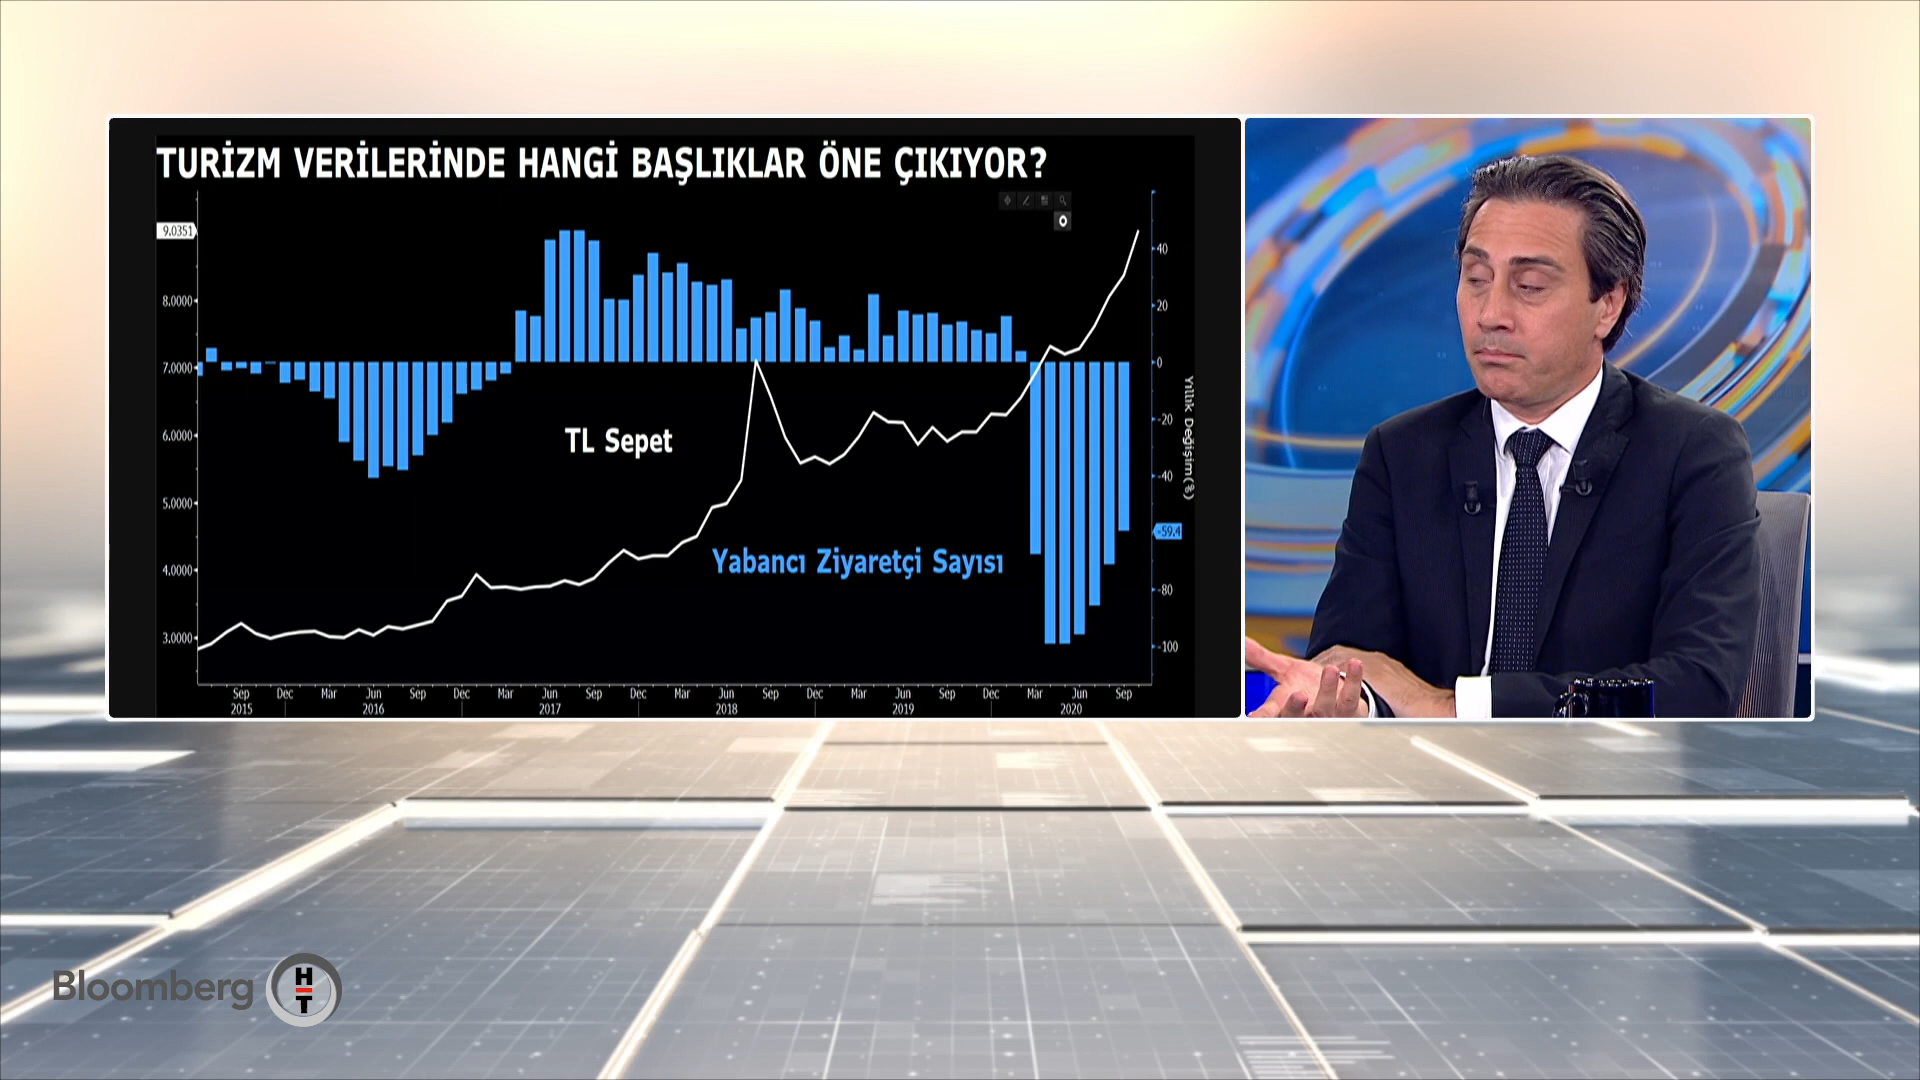 TURİZM VERİLERİNDE HANGİ BAŞLIKLAR ÖNE ÇIKIYOR?
9.0351
8.0000
7.0000
6.0000
5.0000
4.0000
3.0000
TL Sepet
Yabancı Ziyaretçi Sayısı
40
20
0
-20
-40
-59.4
-80
-100
Yıllık Değişim(%)
Sep Dec Mar Jun Sep Dec Mar Jun Sep Dec Mar Jun Sep Dec Mar Jun Sep Dec Mar Jun Sep
2015 2016 2017 2018 2019 2020
Bloomberg HT